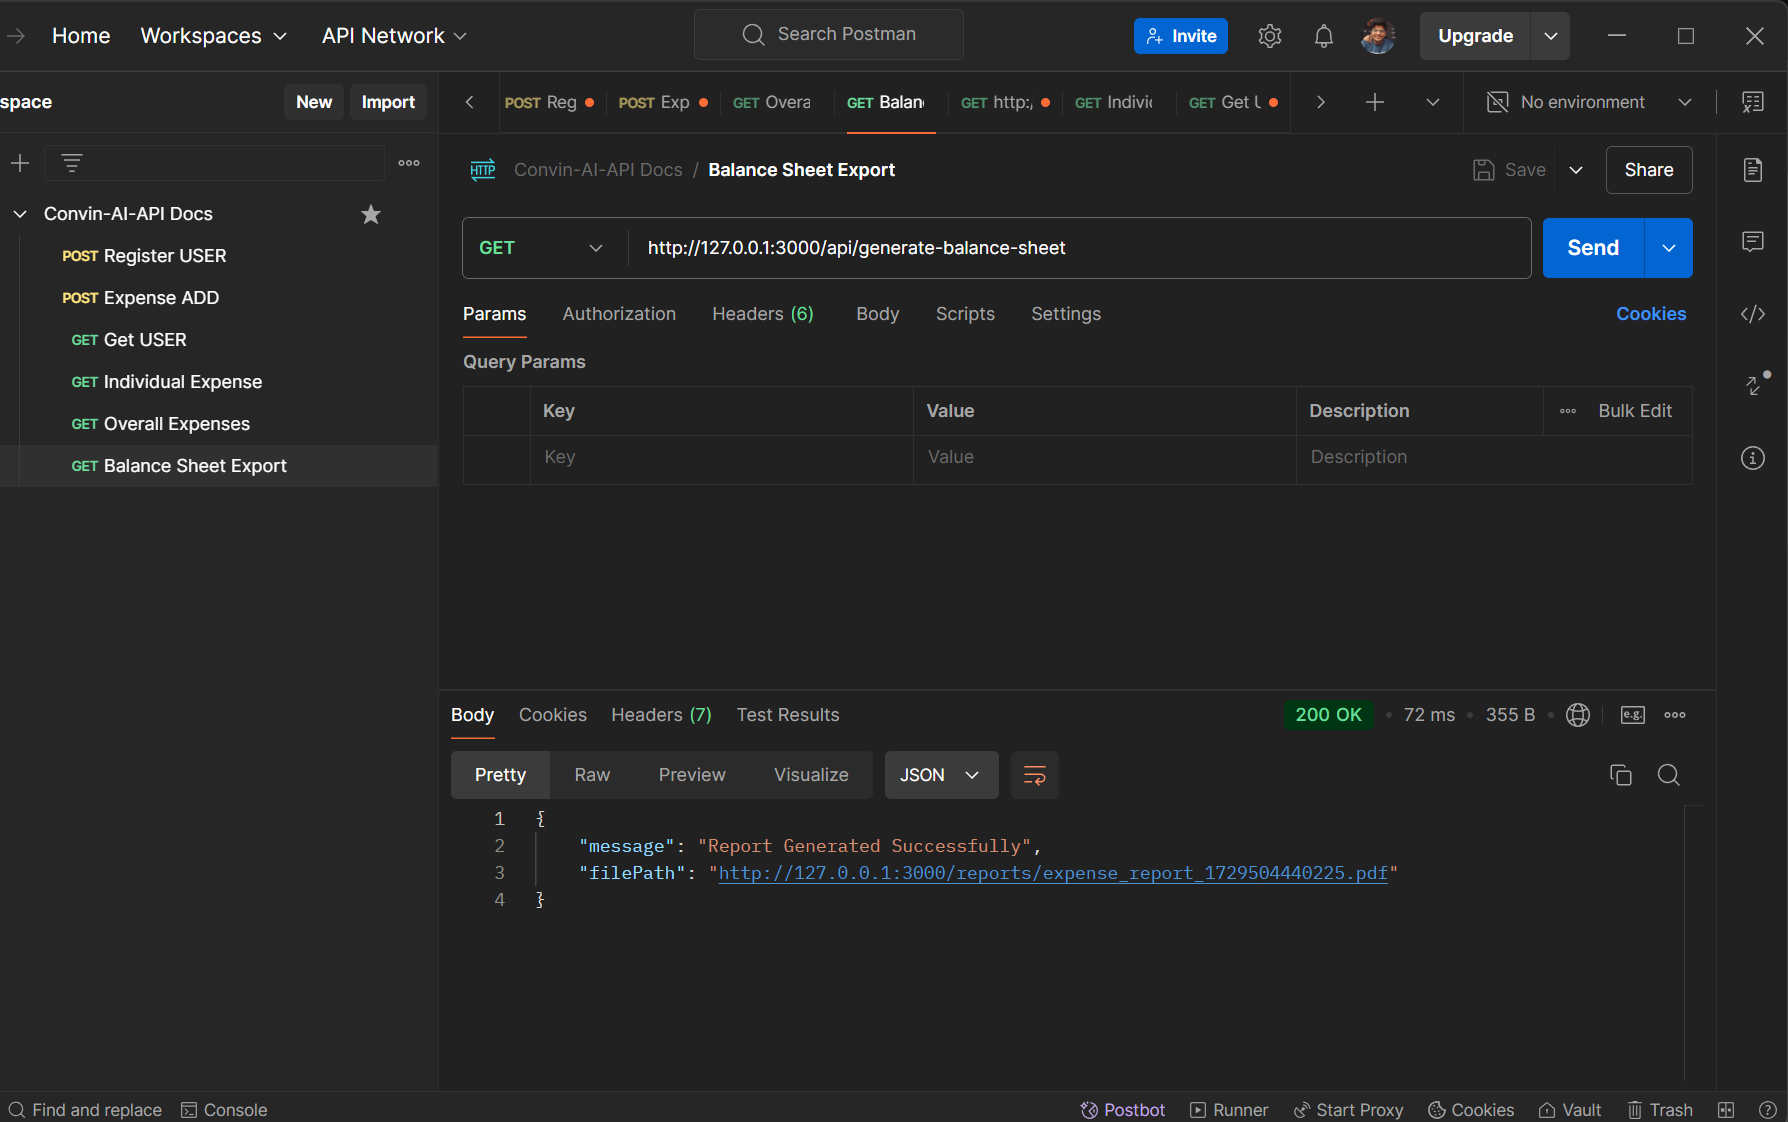 Home Workspaces API Network Search Postman Invite Upgrade
space New Import POST Reg POST Exp GET Overa GET Balan GET http:/ GET Indivi GET Get U No environment
HTTP Convin-AI-API Docs / Balance Sheet Export Save Share
Convin-AI-API Docs
POST Register USER
POST Expense ADD
GET Get USER
GET Individual Expense
GET Overall Expenses
GET Balance Sheet Export
GET http://127.0.0.1:3000/api/generate-balance-sheet Send
Params Authorization Headers (6) Body Scripts Settings Cookies
Query Params
Key Value Description Bulk Edit
Key Value Description
Body Cookies Headers (7) Test Results 200 OK 72 ms 355 B e.g.
Pretty Raw Preview Visualize JSON
1 {
2 "message": "Report Generated Successfully",
3 "filePath": "http://127.0.0.1:3000/reports/expense_report_1729504440225.pdf"
4 }
Find and replace Console Postbot Runner Start Proxy Cookies Vault Trash